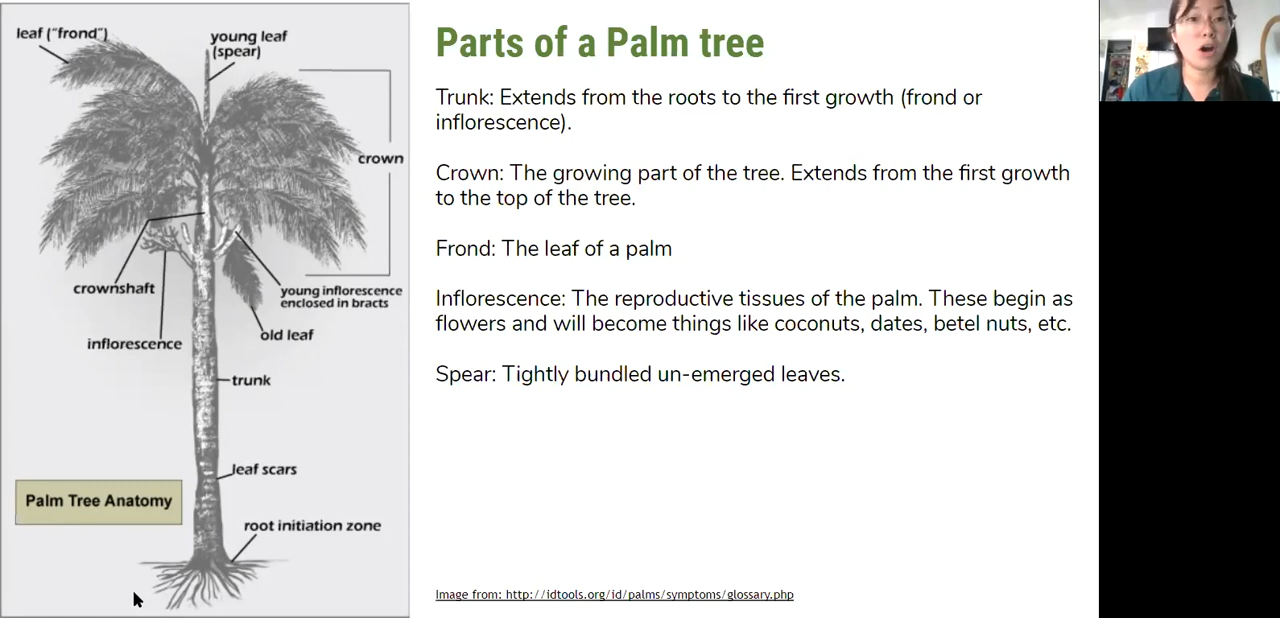 leaf ("frond")
young leaf
(spear)
crown
crownshaft
young inflorescence
enclosed in bracts
old leaf
inflorescence
trunk
leaf scars
Palm Tree Anatomy
root initiation zone
Parts of a Palm tree
Trunk: Extends from the roots to the first growth (frond or
inflorescence).
Crown: The growing part of the tree. Extends from the first growth
to the top of the tree.
Frond: The leaf of a palm
Inflorescence: The reproductive tissues of the palm. These begin as
flowers and will become things like coconuts, dates, betel nuts, etc.
Spear: Tightly bundled un-emerged leaves.
Image from: http://idtools.org/id/palms/symptoms/glossary.php